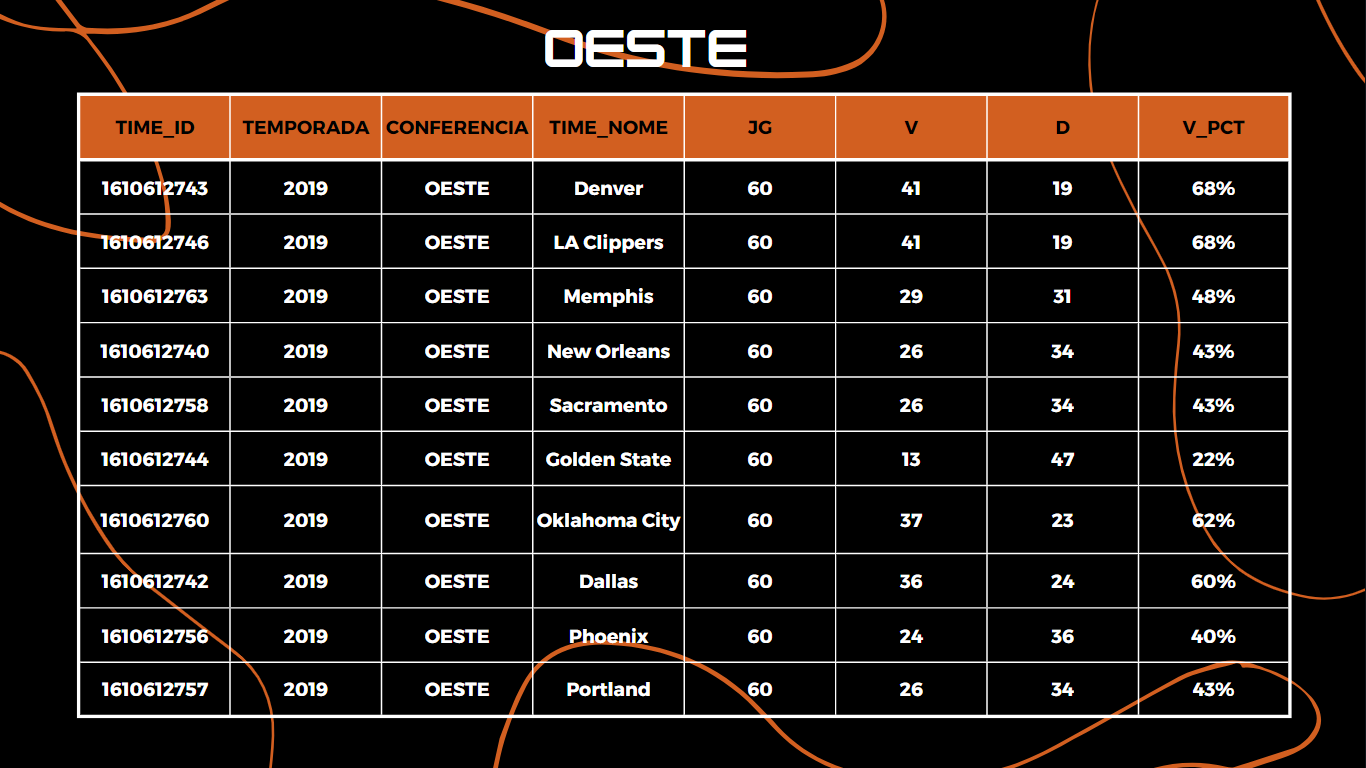 OESTE
TIME_ID TEMPORADA CONFERENCIA TIME_NOME JG V D V_PCT
1610612743 2019 OESTE Denver 60 41 19 68%
1610612746 2019 OESTE LA Clippers 60 41 19 68%
1610612763 2019 OESTE Memphis 60 29 31 48%
1610612740 2019 OESTE New Orleans 60 26 34 43%
1610612758 2019 OESTE Sacramento 60 26 34 43%
1610612744 2019 OESTE Golden State 60 13 47 22%
1610612760 2019 OESTE Oklahoma City 60 37 23 62%
1610612742 2019 OESTE Dallas 60 36 24 60%
1610612756 2019 OESTE Phoenix 60 24 36 40%
1610612757 2019 OESTE Portland 60 26 34 43%